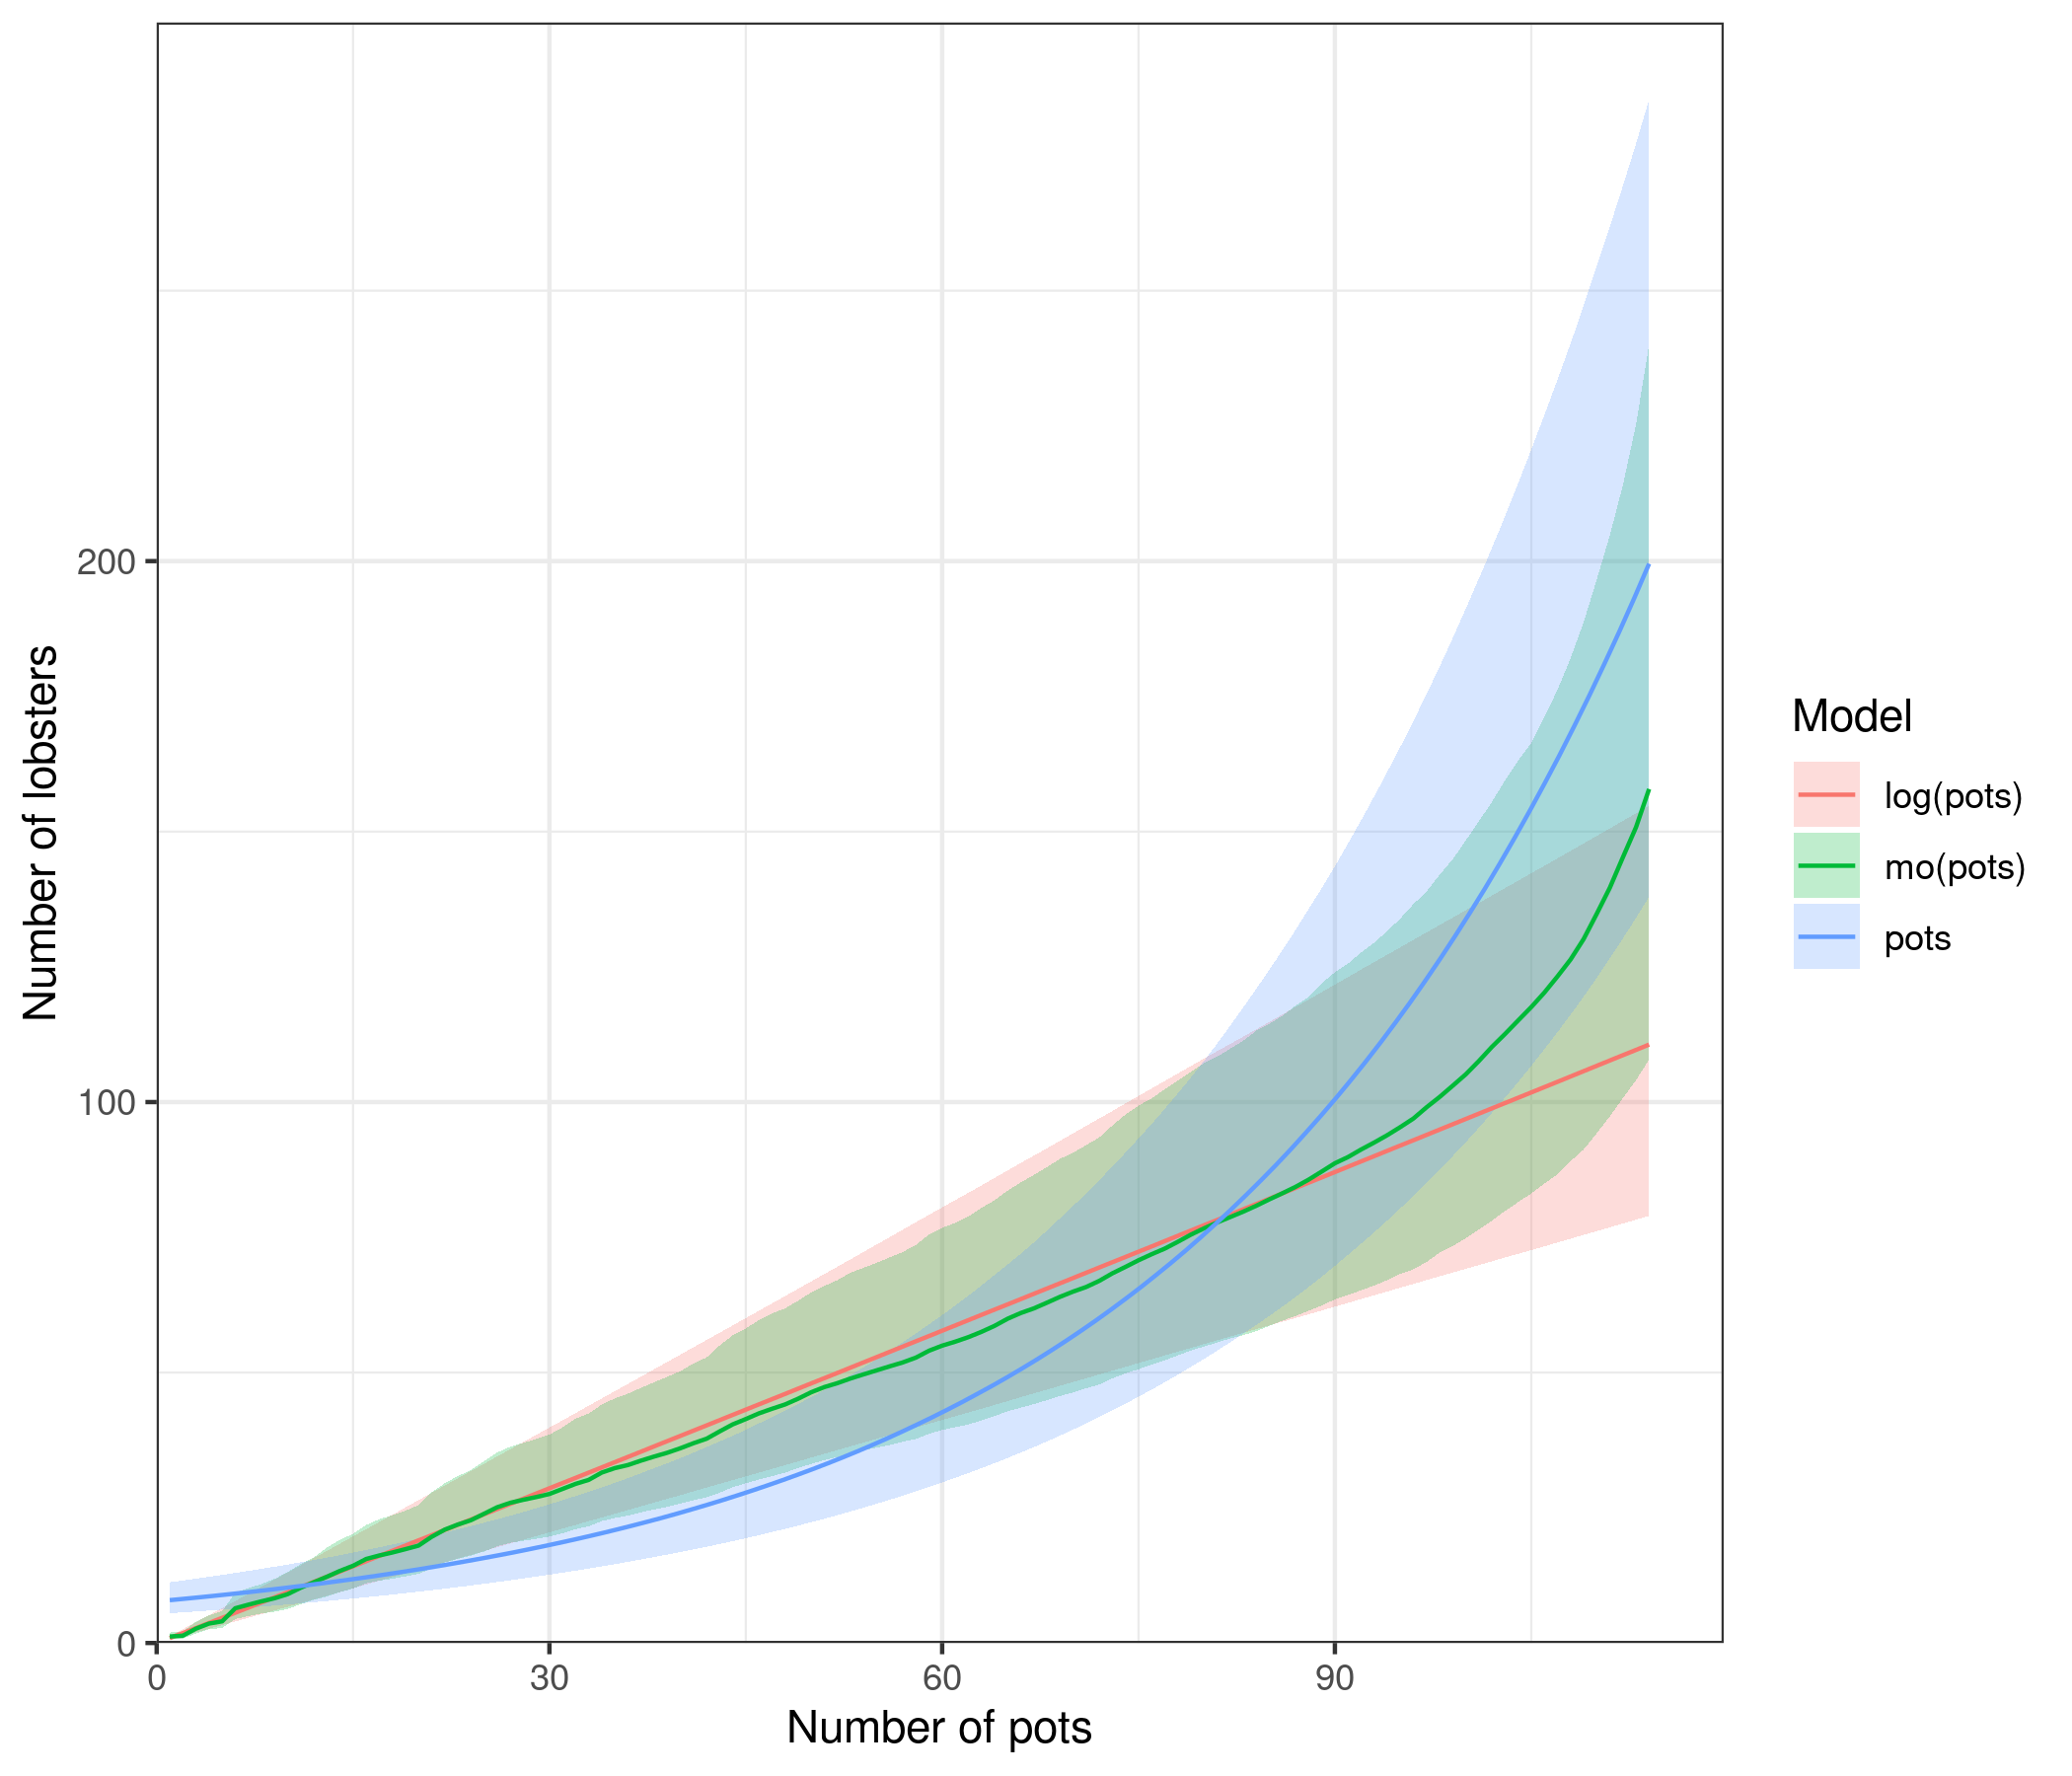 200
100
0
0 30 60 90
Number of pots
Number of lobsters
Model
log(pots)
mo(pots)
pots